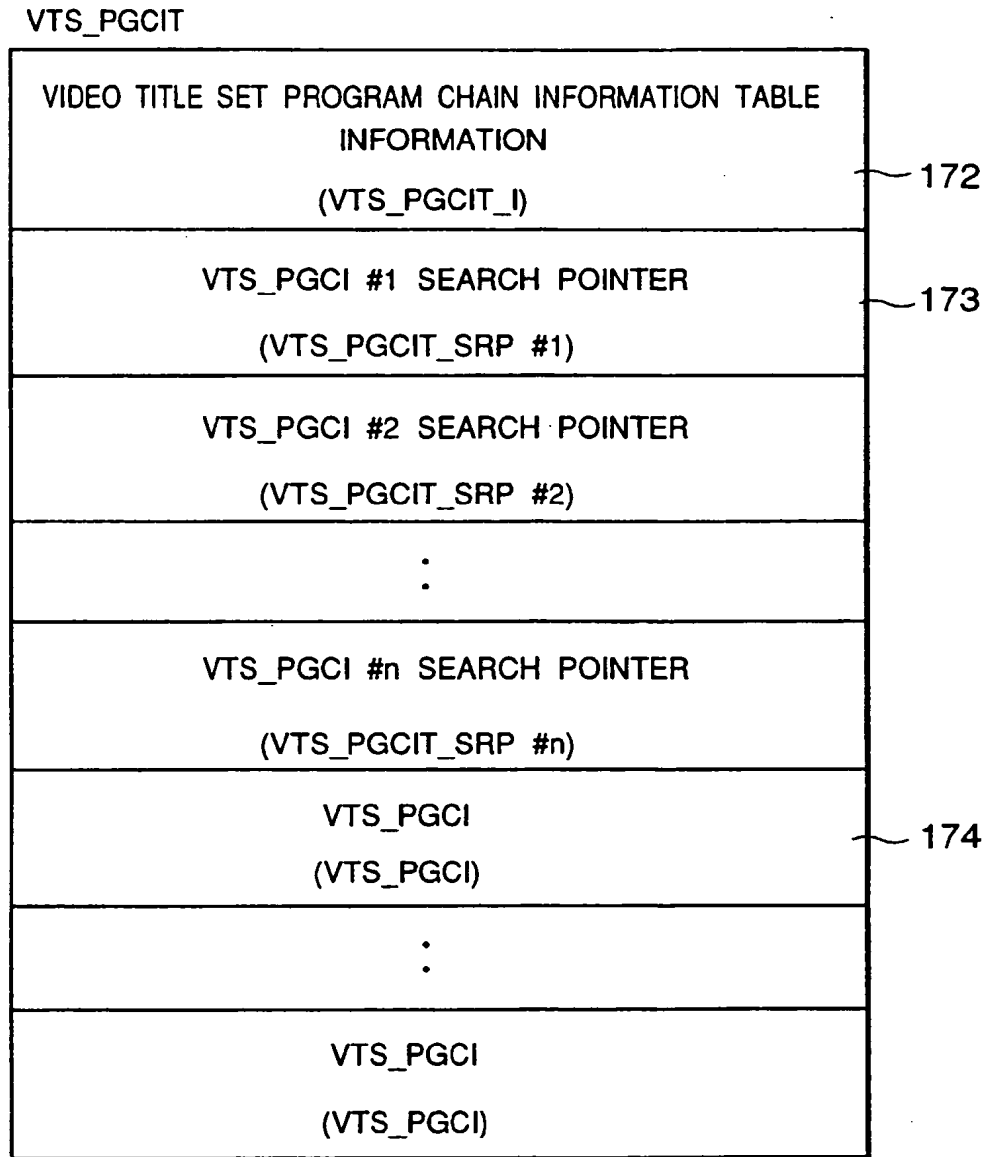 VTS_PGCIT
VIDEO TITLE SET PROGRAM CHAIN INFORMATION TABLE
INFORMATION
(VTS_PGCIT_I)
172
VTS_PGCI #1 SEARCH POINTER
(VTS_PGCIT_SRP #1)
173
VTS_PGCI #2 SEARCH POINTER
(VTS_PGCIT_SRP #2)
:
VTS_PGCI #n SEARCH POINTER
(VTS_PGCIT_SRP #n)
VTS_PGCI
(VTS_PGCI)
174
:
VTS_PGCI
(VTS_PGCI)